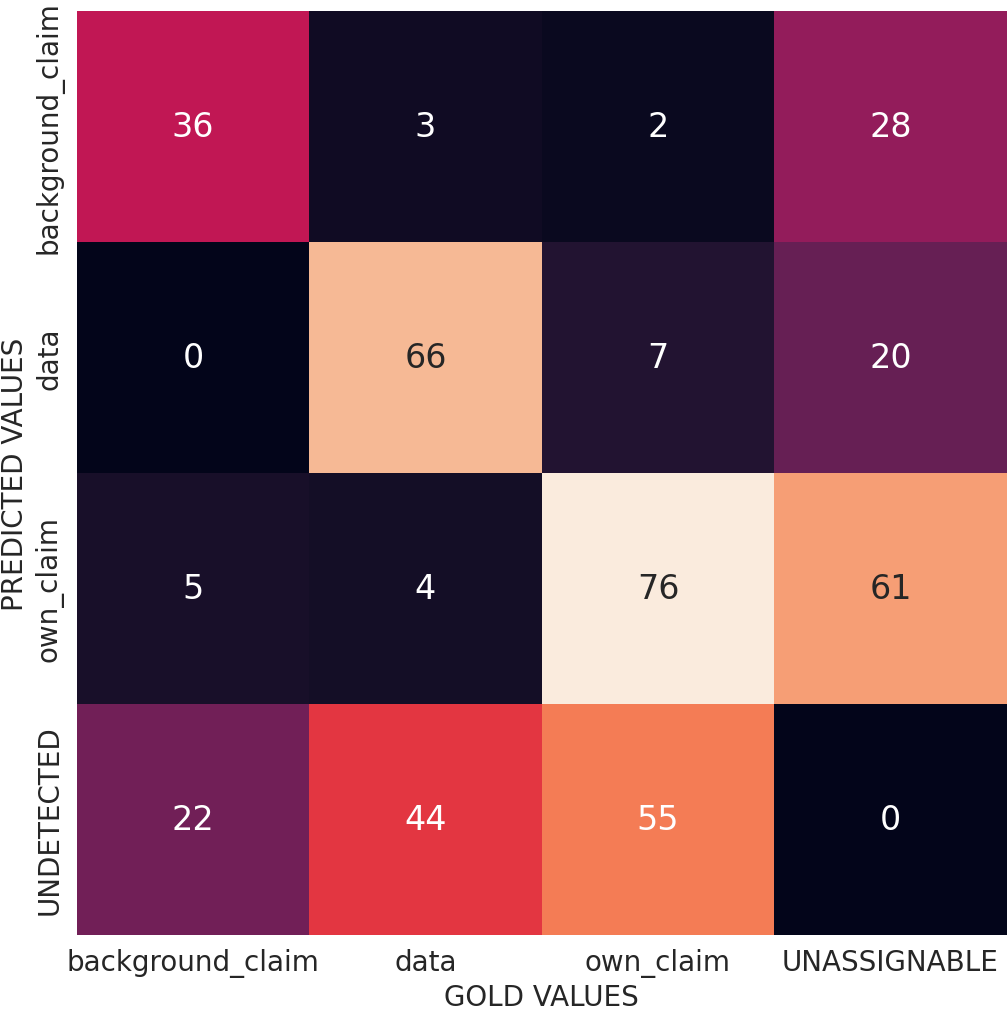 PREDICTED VALUES
background_claim
36 3 2 28
data
0 66 7 20
own_claim
5 4 76 61
UNDETECTED
22 44 55 0
background_claim data own_claim UNASSIGNABLE
GOLD VALUES